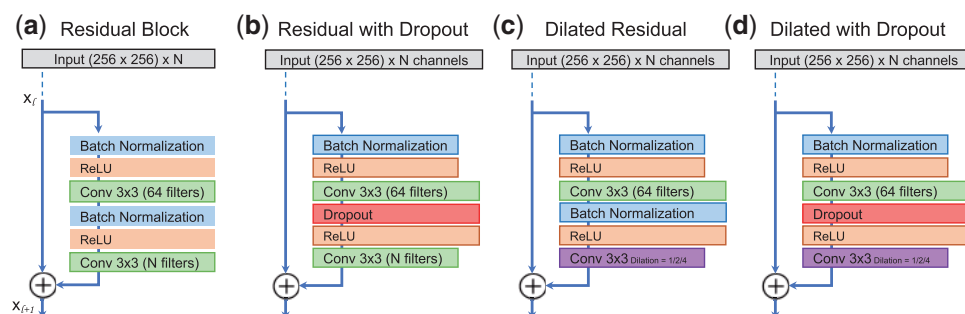 (a) Residual Block
Input (256 x 256) x N
xℓ
Batch Normalization
ReLU
Conv 3x3 (64 filters)
Batch Normalization
ReLU
Conv 3x3 (N filters)
xℓ+1
(b) Residual with Dropout
Input (256 x 256) x N channels
Batch Normalization
ReLU
Conv 3x3 (64 filters)
Dropout
ReLU
Conv 3x3 (N filters)
(c) Dilated Residual
Input (256 x 256) x N channels
Batch Normalization
ReLU
Conv 3x3 (64 filters)
Batch Normalization
ReLU
Conv 3x3 Dilation = 1/2/4
(d) Dilated with Dropout
Input (256 x 256) x N channels
Batch Normalization
ReLU
Conv 3x3 (64 filters)
Dropout
ReLU
Conv 3x3 Dilation = 1/2/4